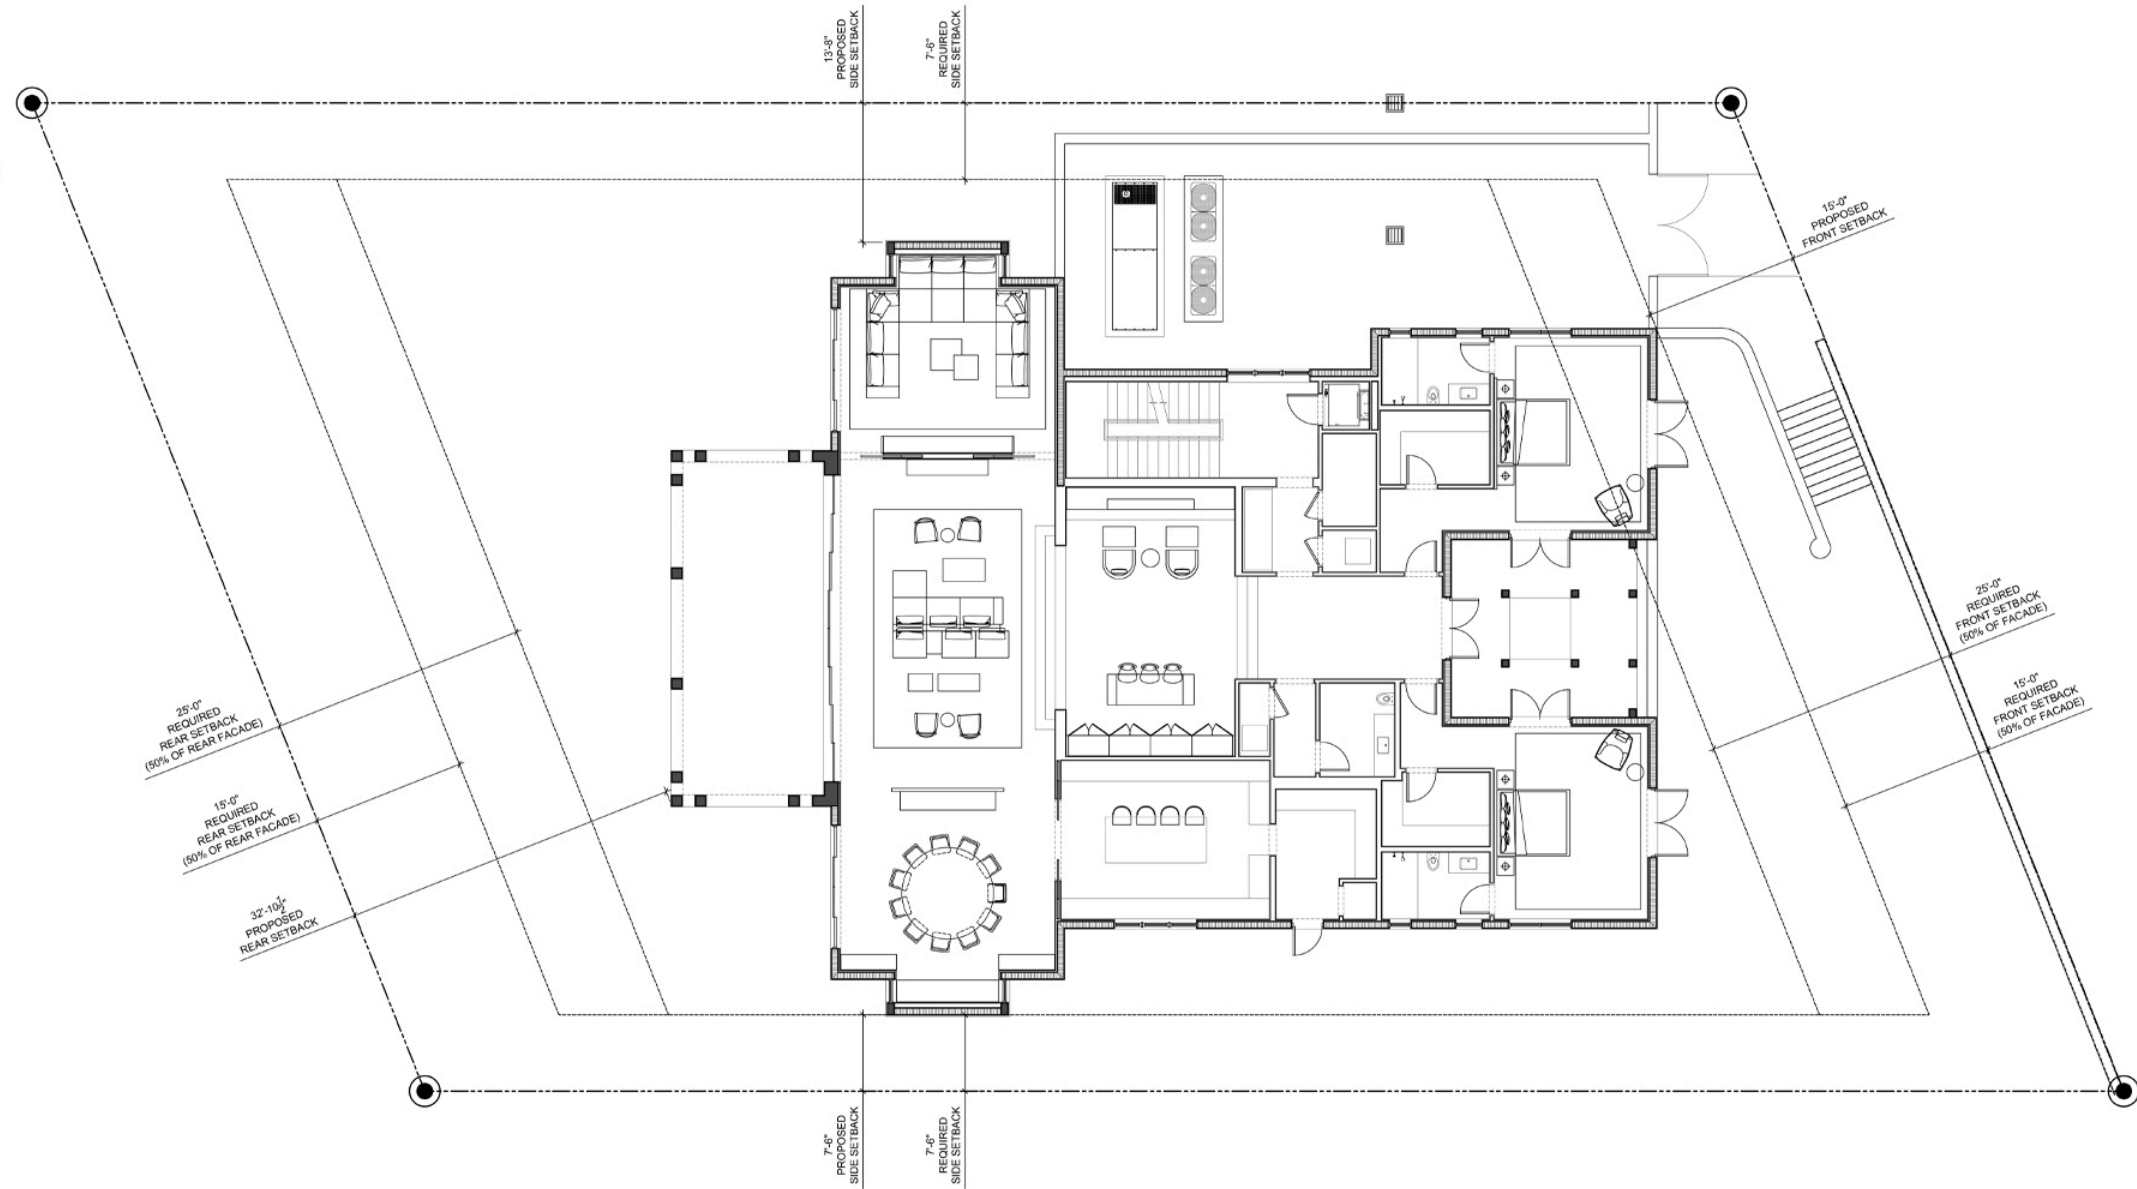 13'-8"
PROPOSED
SIDE SETBACK
7'-6"
REQUIRED
SIDE SETBACK
15'-0"
PROPOSED
FRONT SETBACK
25'-0"
REQUIRED
FRONT SETBACK
(50% OF FACADE)
15'-0"
REQUIRED
FRONT SETBACK
(50% OF FACADE)
25'-0"
REQUIRED
REAR SETBACK
(50% OF REAR FACADE)
15'-0"
REQUIRED
REAR SETBACK
(50% OF REAR FACADE)
32'-10½"
PROPOSED
REAR SETBACK
7'-6"
PROPOSED
SIDE SETBACK
7'-6"
REQUIRED
SIDE SETBACK